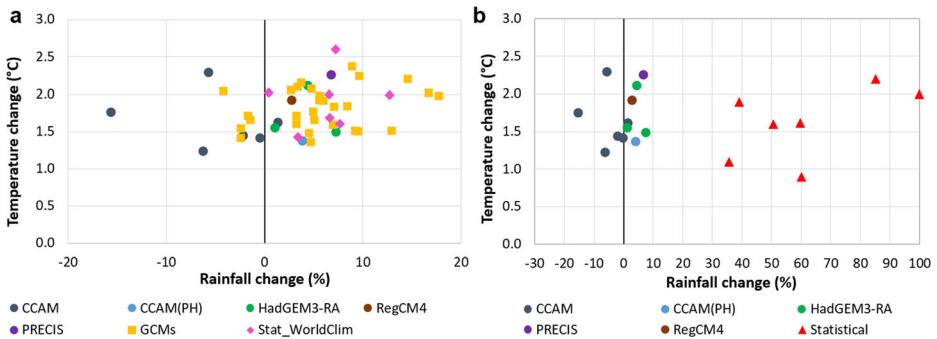 a
b
Temperature change (°C)
3.0
2.5
2.0
1.5
1.0
0.5
0.0
-20
-10
0
10
20
Rainfall change (%)
CCAM
CCAM(PH)
HadGEM3-RA
RegCM4
PRECIS
GCMs
Stat_WorldClim
Temperature change (°C)
3.0
2.5
2.0
1.5
1.0
0.5
0.0
-30 -20 -10 0 10 20 30 40 50 60 70 80 90 100
Rainfall change (%)
CCAM
CCAM(PH)
HadGEM3-RA
PRECIS
RegCM4
Statistical